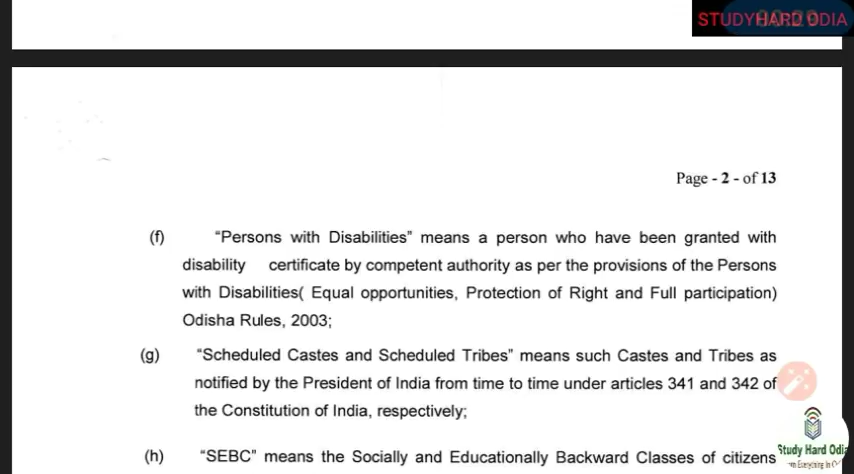 STUDYHARD ODIA
Page - 2 - of 13
(f) “Persons with Disabilities” means a person who have been granted with
disability certificate by competent authority as per the provisions of the Persons
with Disabilities( Equal opportunities, Protection of Right and Full participation)
Odisha Rules, 2003;
(g) “Scheduled Castes and Scheduled Tribes” means such Castes and Tribes as
notified by the President of India from time to time under articles 341 and 342 of
the Constitution of India, respectively;
(h) “SEBC” means the Socially and Educationally Backward Classes of citizens
Study Hard Odi